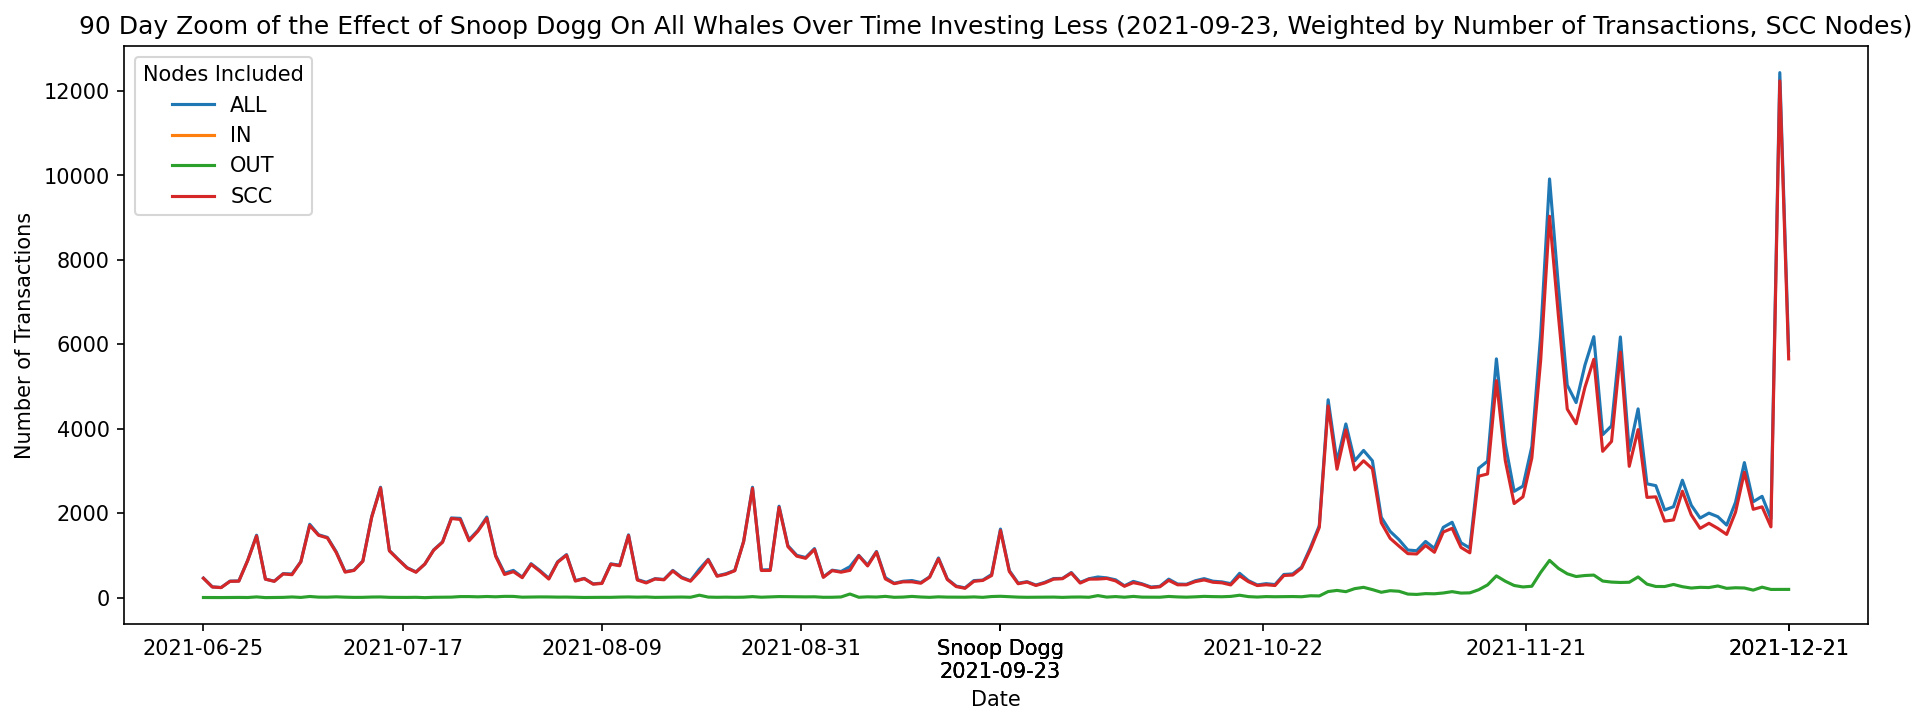 90 Day Zoom of the Effect of Snoop Dogg On All Whales Over Time Investing Less (2021-09-23, Weighted by Number of Transactions, SCC Nodes)
Nodes Included
ALL
IN
OUT
SCC
Number of Transactions
12000
10000
8000
6000
4000
2000
0
2021-06-25
2021-07-17
2021-08-09
2021-08-31
Snoop Dogg
2021-09-23
2021-10-22
2021-11-21
2021-12-21
Date